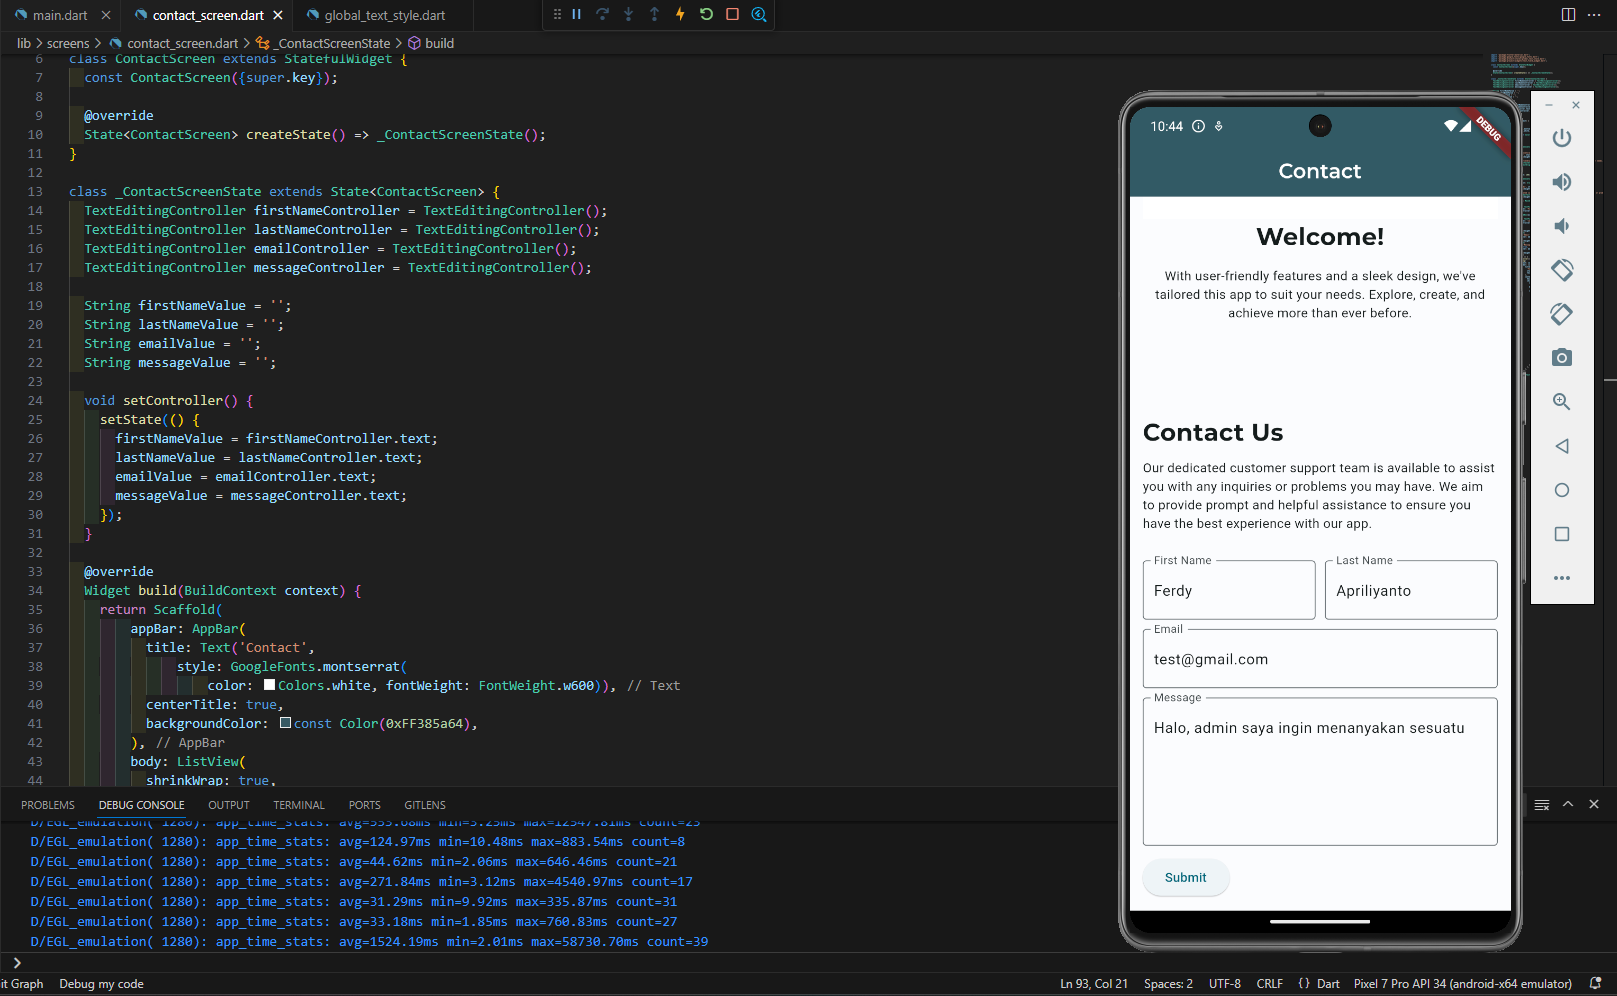 main.dart
contact_screen.dart
global_text_style.dart
lib > screens > contact_screen.dart > _ContactScreenState > build
6 class ContactScreen extends StatefulWidget {
7 const ContactScreen({super.key});
8
9 @override
10 State<ContactScreen> createState() => _ContactScreenState();
11 }
12
13 class _ContactScreenState extends State<ContactScreen> {
14 TextEditingController firstNameController = TextEditingController();
15 TextEditingController lastNameController = TextEditingController();
16 TextEditingController emailController = TextEditingController();
17 TextEditingController messageController = TextEditingController();
18
19 String firstNameValue = '';
20 String lastNameValue = '';
21 String emailValue = '';
22 String messageValue = '';
23
24 void setController() {
25 setState(() {
26 firstNameValue = firstNameController.text;
27 lastNameValue = lastNameController.text;
28 emailValue = emailController.text;
29 messageValue = messageController.text;
30 });
31 }
32
33 @override
34 Widget build(BuildContext context) {
35 return Scaffold(
36 appBar: AppBar(
37 title: Text('Contact',
38 style: GoogleFonts.montserrat(
39 color: Colors.white, fontWeight: FontWeight.w600)), // Text
40 centerTitle: true,
41 backgroundColor: const Color(0xFF385a64),
42 ), // AppBar
43 body: ListView(
44 shrinkWrap: true,
10:44
DEBUG
Contact
Welcome!
With user-friendly features and a sleek design, we've
tailored this app to suit your needs. Explore, create, and
achieve more than ever before.
Contact Us
Our dedicated customer support team is available to assist
you with any inquiries or problems you may have. We aim
to provide prompt and helpful assistance to ensure you
have the best experience with our app.
First Name
Ferdy
Last Name
Apriliyanto
Email
test@gmail.com
Message
Halo, admin saya ingin menanyakan sesuatu
Submit
PROBLEMS DEBUG CONSOLE OUTPUT TERMINAL PORTS GITLENS
D/EGL_emulation( 1280): app_time_stats: avg=553.68ms min=3.25ms max=12547.81ms count=23
D/EGL_emulation( 1280): app_time_stats: avg=124.97ms min=10.48ms max=883.54ms count=8
D/EGL_emulation( 1280): app_time_stats: avg=44.62ms min=2.06ms max=646.46ms count=21
D/EGL_emulation( 1280): app_time_stats: avg=271.84ms min=3.12ms max=4540.97ms count=17
D/EGL_emulation( 1280): app_time_stats: avg=31.29ms min=9.92ms max=335.87ms count=31
D/EGL_emulation( 1280): app_time_stats: avg=33.18ms min=1.85ms max=760.83ms count=27
D/EGL_emulation( 1280): app_time_stats: avg=1524.19ms min=2.01ms max=58730.70ms count=39
it Graph Debug my code Ln 93, Col 21 Spaces: 2 UTF-8 CRLF {} Dart Pixel 7 Pro API 34 (android-x64 emulator)